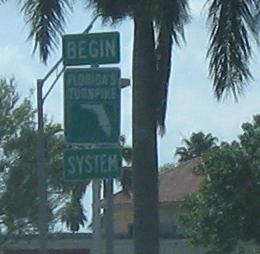 BEGIN
FLORIDA'S
TURNPIKE
SYSTEM